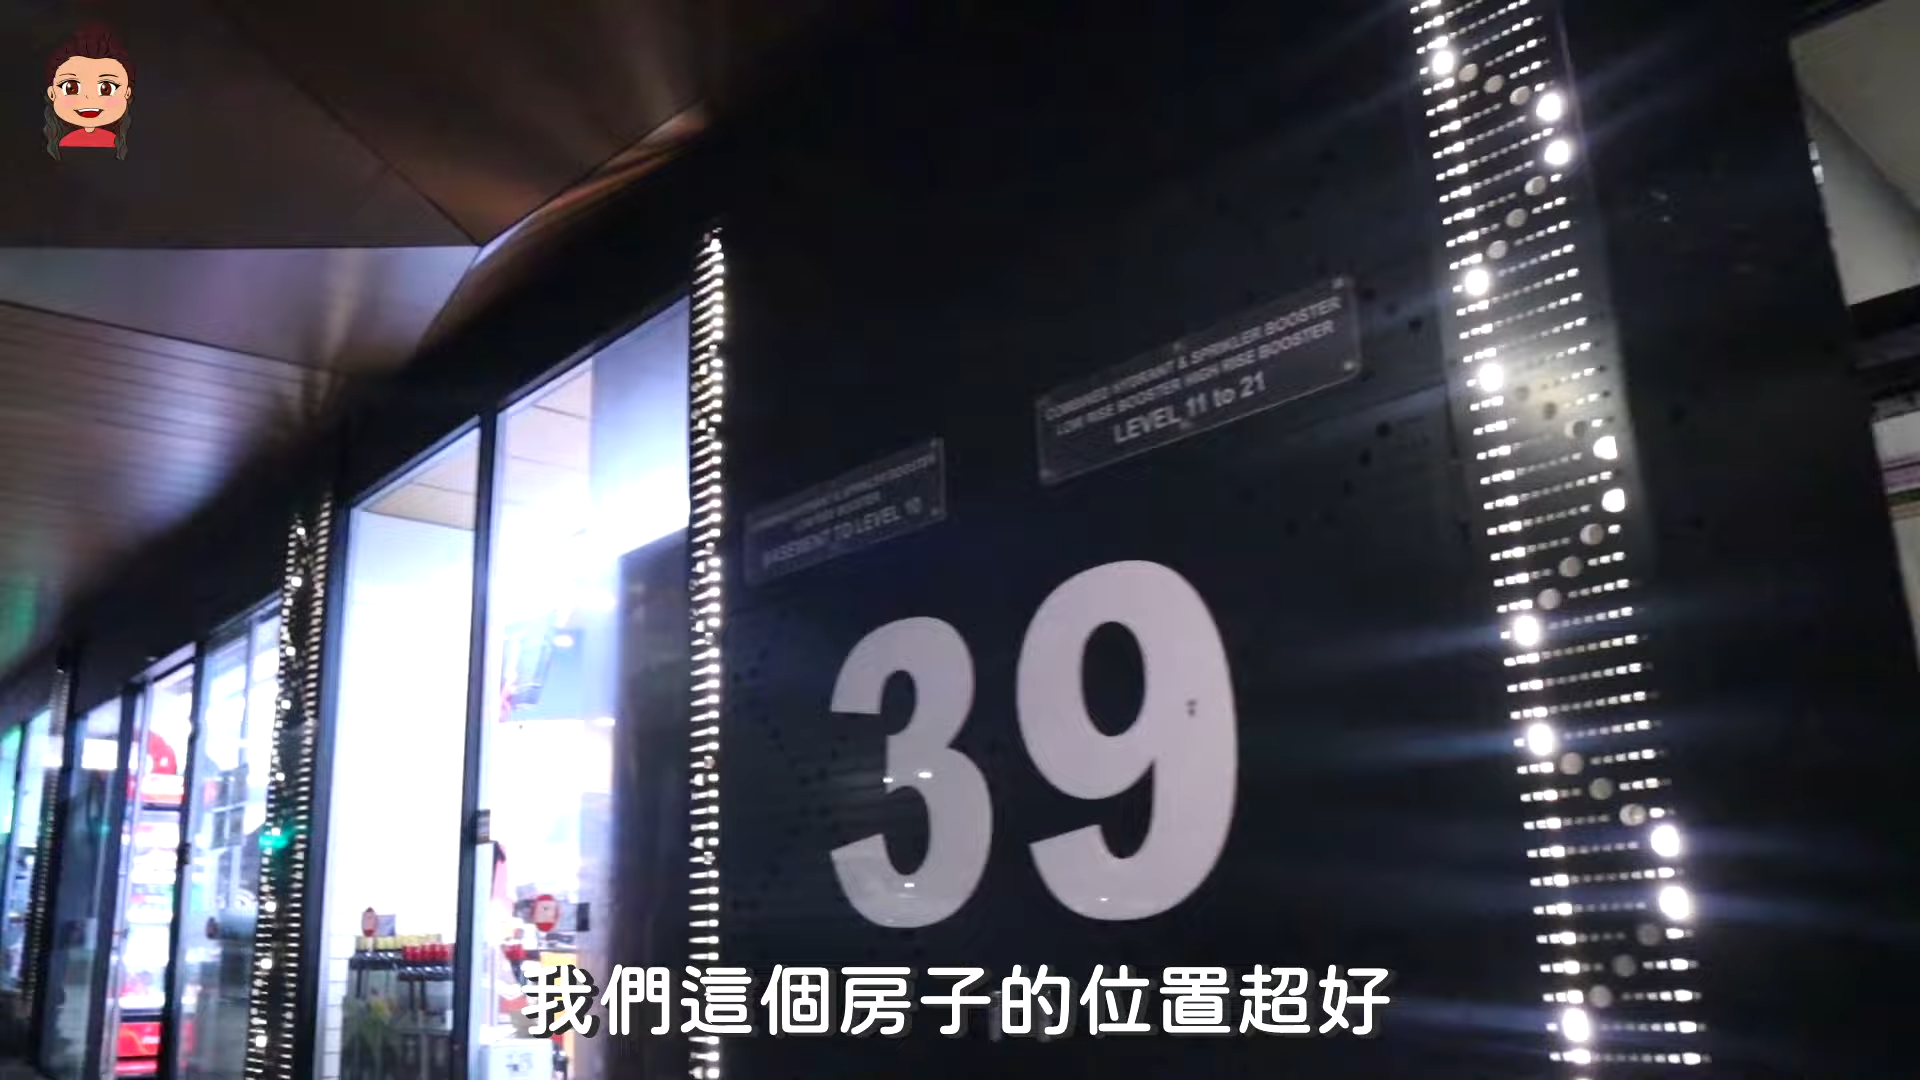 COMBINED HYDRANT & SPRINKLER BOOSTER
LOW RISE BOOSTER HIGH RISE BOOSTER
LEVEL 11 to 21
BASEMENT TO LEVEL 10
39
我們這個房子的位置超好